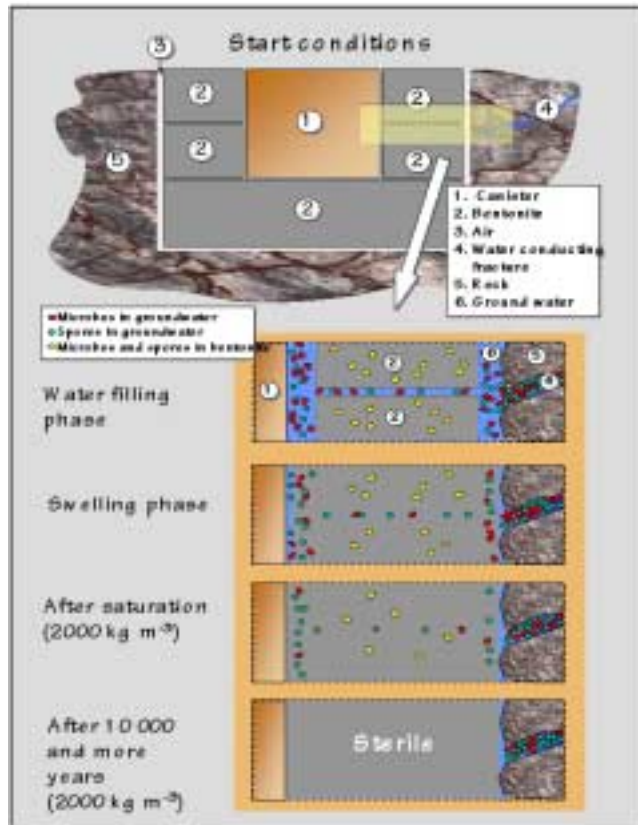 Start conditions
3
2
2
1
4
2
2
5
2
1. Canister
2. Bentonite
3. Air
4. Water conducting
fracture
5. Rock
6. Ground water
Microbes in groundwater
Spores in groundwater
Microbes and spores in bentonite
Water filling
phase
1
2
6
5
4
2
Swelling phase
After saturation
(2000 kg m⁻³)
After 10 000
and more
years
(2000 kg m⁻³)
Sterile